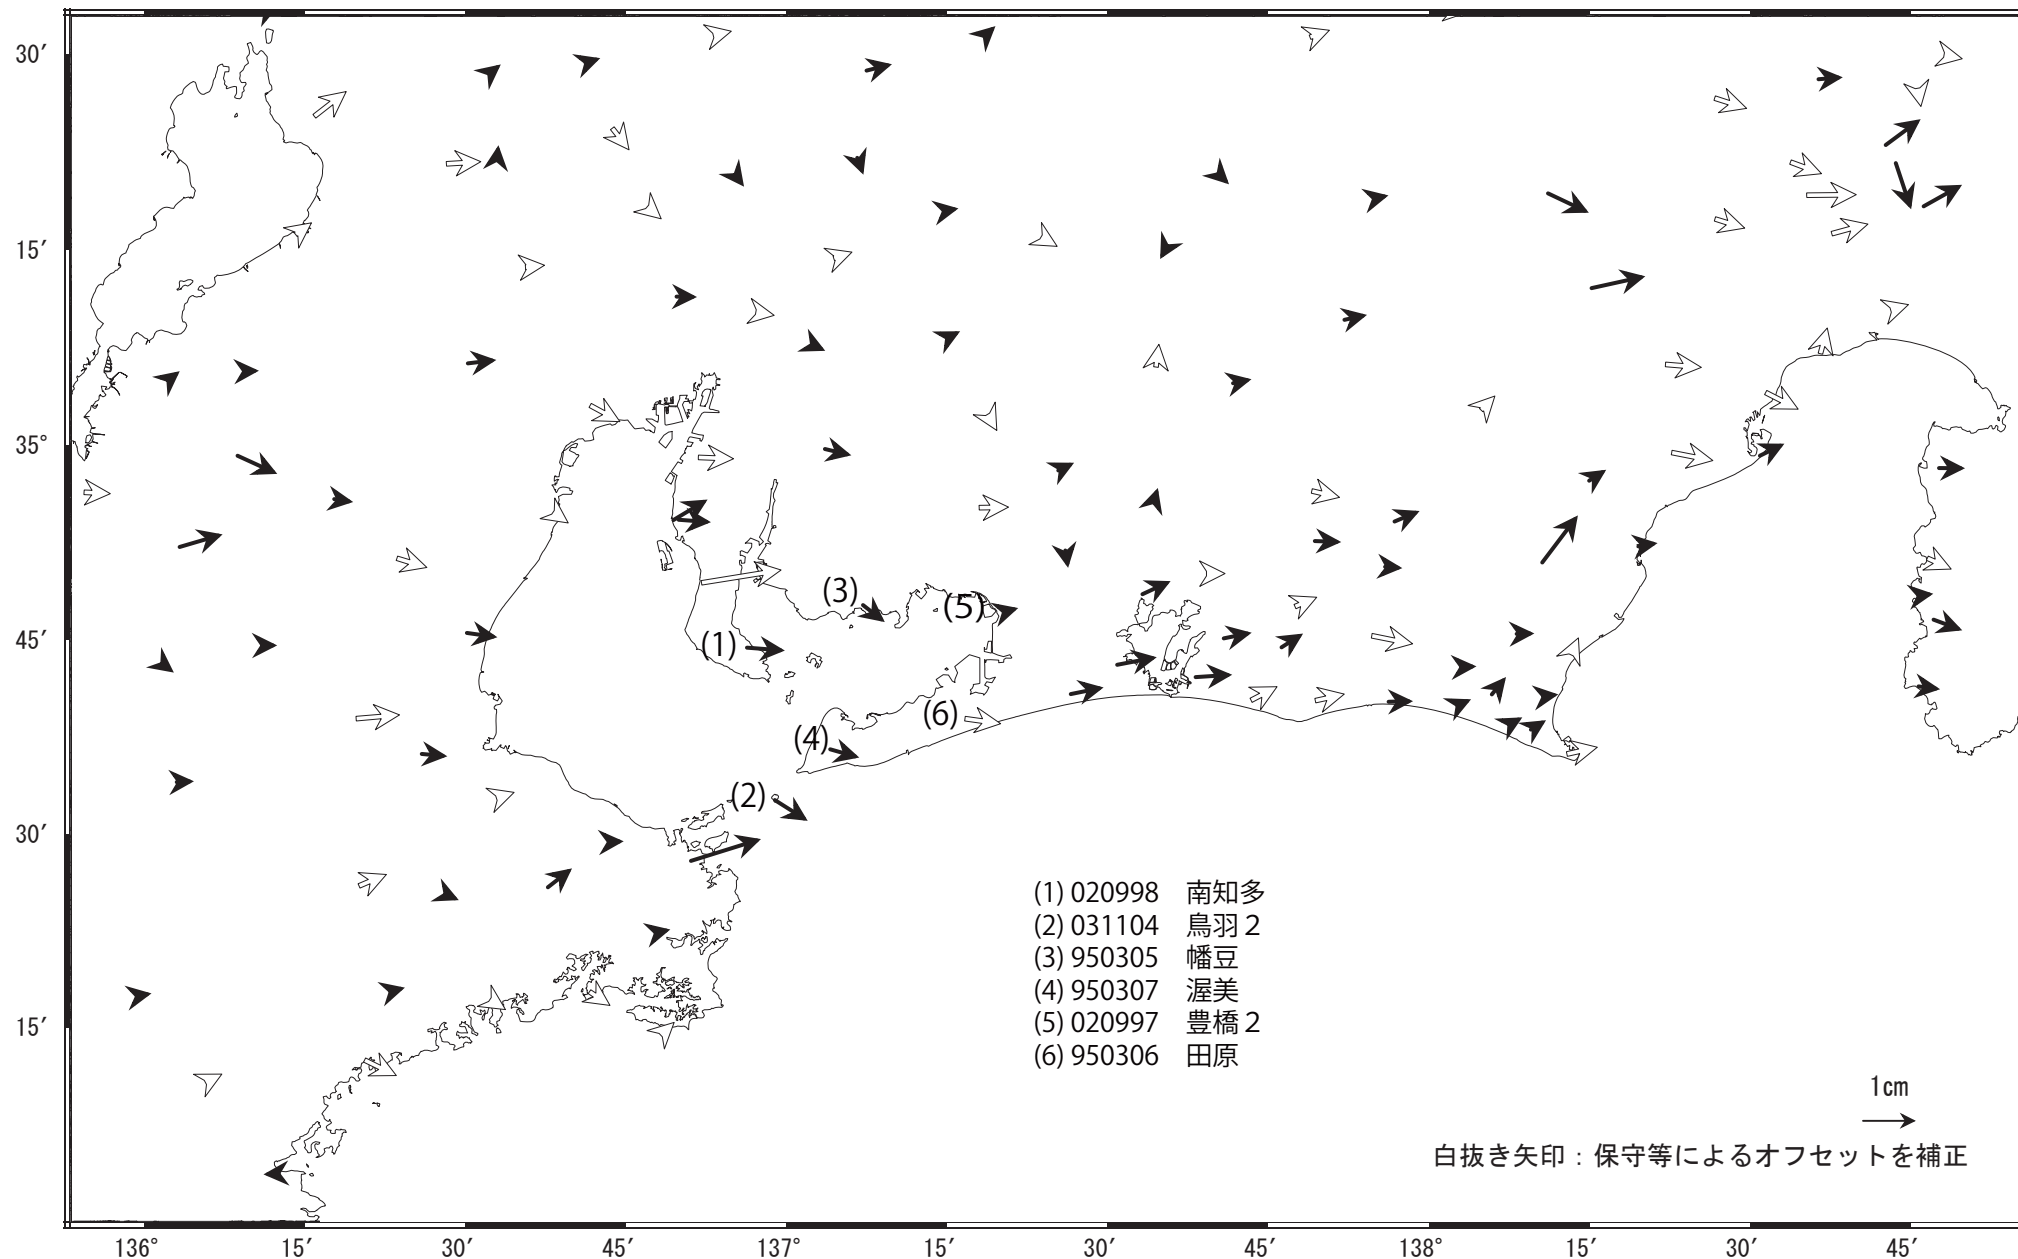 30′
15′
35°
45′
30′
15′
(3)
(5)
(1)
(6)
(4)
(2)
(1) 020998 南知多
(2) 031104 鳥羽２
(3) 950305 幡豆
(4) 950307 渥美
(5) 020997 豊橋２
(6) 950306 田原
1cm
白抜き矢印：保守等によるオフセットを補正
136° 15′ 30′ 45′ 137° 15′ 30′ 45′ 138° 15′ 30′ 45′